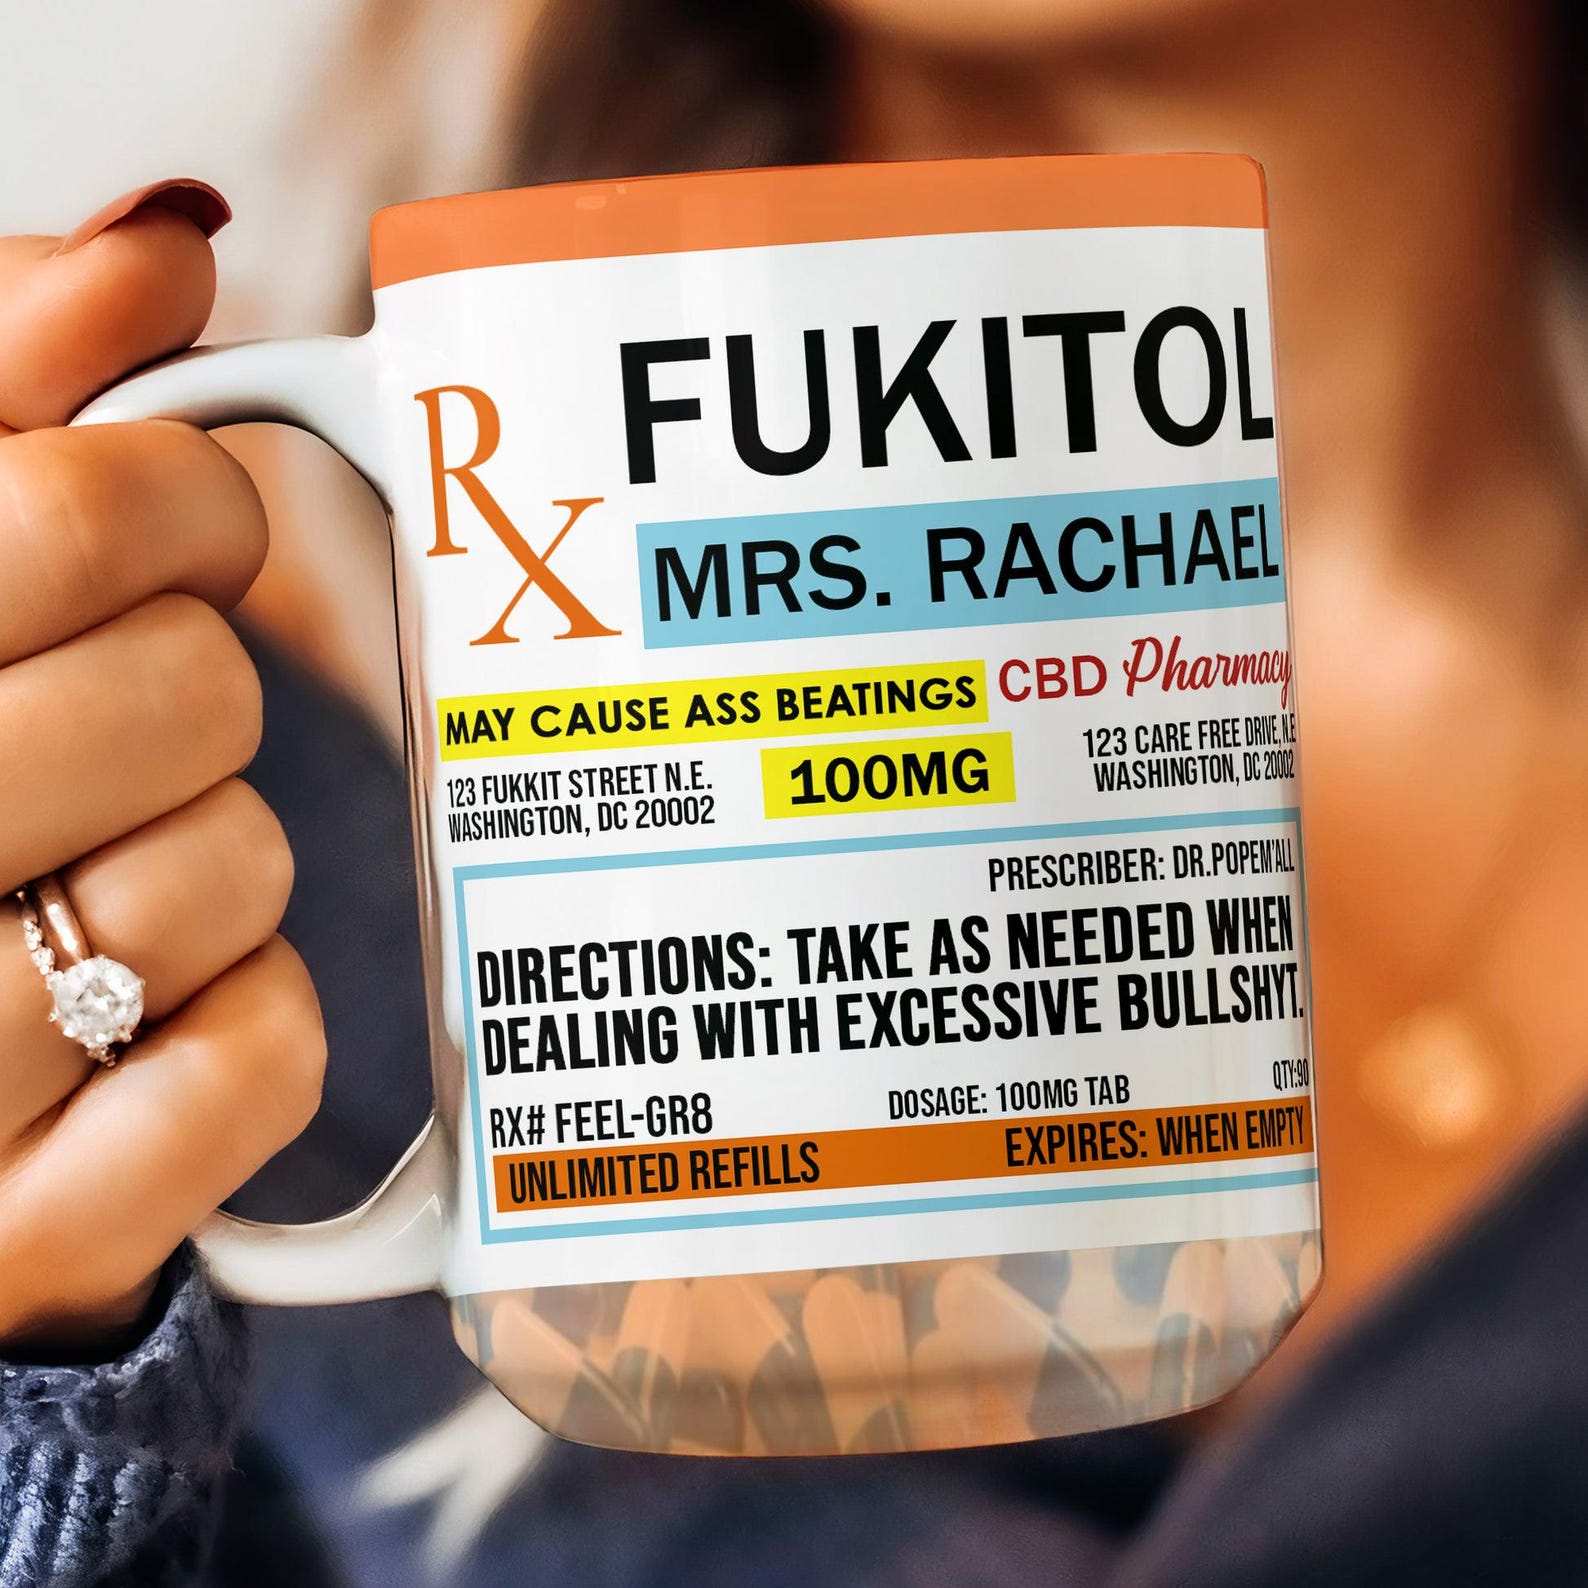 Rx
FUKITOL
MRS. RACHAEL
MAY CAUSE ASS BEATINGS
CBD Pharmacy
123 FUKKIT STREET N.E.
WASHINGTON, DC 20002
100MG
123 CARE FREE DRIVE, N.E
WASHINGTON, DC 20002
PRESCRIBER: DR.POPEM'ALL
DIRECTIONS: TAKE AS NEEDED WHEN
DEALING WITH EXCESSIVE BULLSHYT.
RX# FEEL-GR8
DOSAGE: 100MG TAB
QTY:90
UNLIMITED REFILLS
EXPIRES: WHEN EMPTY